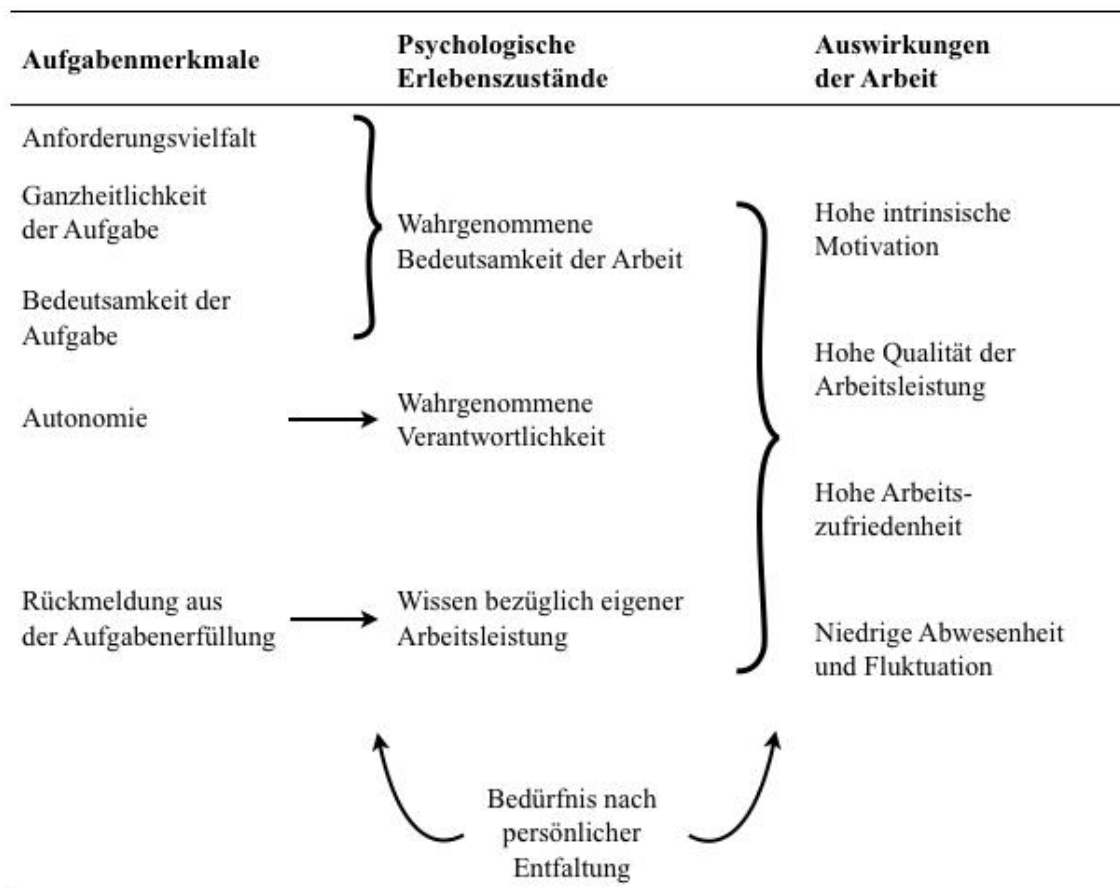 Aufgabenmerkmale
Psychologische
Erlebenszustände
Auswirkungen
der Arbeit
Anforderungsvielfalt
Ganzheitlichkeit
der Aufgabe
Bedeutsamkeit der
Aufgabe
Autonomie
Rückmeldung aus
der Aufgabenerfüllung
Wahrgenommene
Bedeutsamkeit der Arbeit
Wahrgenommene
Verantwortlichkeit
Wissen bezüglich eigener
Arbeitsleistung
Hohe intrinsische
Motivation
Hohe Qualität der
Arbeitsleistung
Hohe Arbeits-
zufriedenheit
Niedrige Abwesenheit
und Fluktuation
Bedürfnis nach
persönlicher
Entfaltung